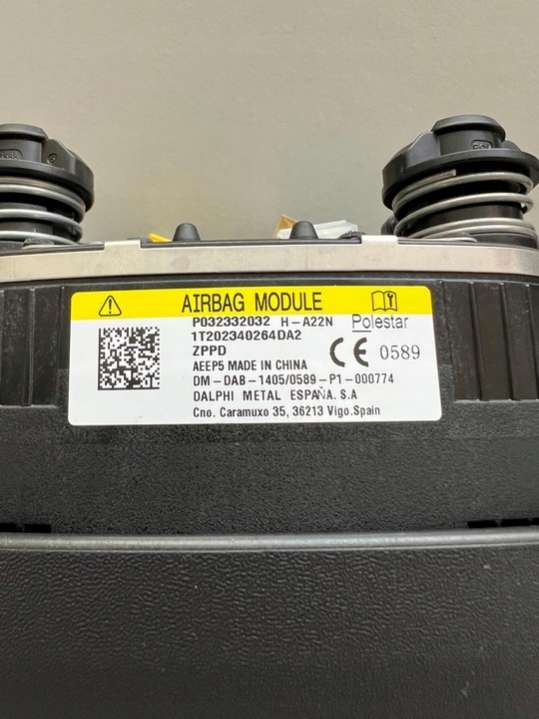 AIRBAG MODULE
P032332032 H-A22N Polestar
1T202340264DA2
ZPPD
CE 0589
AEEP5 MADE IN CHINA
DM-DAB-1405/0589-P1-000774
DALPHI METAL ESPAÑA. S.A
Cno. Caramuxo 35, 36213 Vigo.Spain